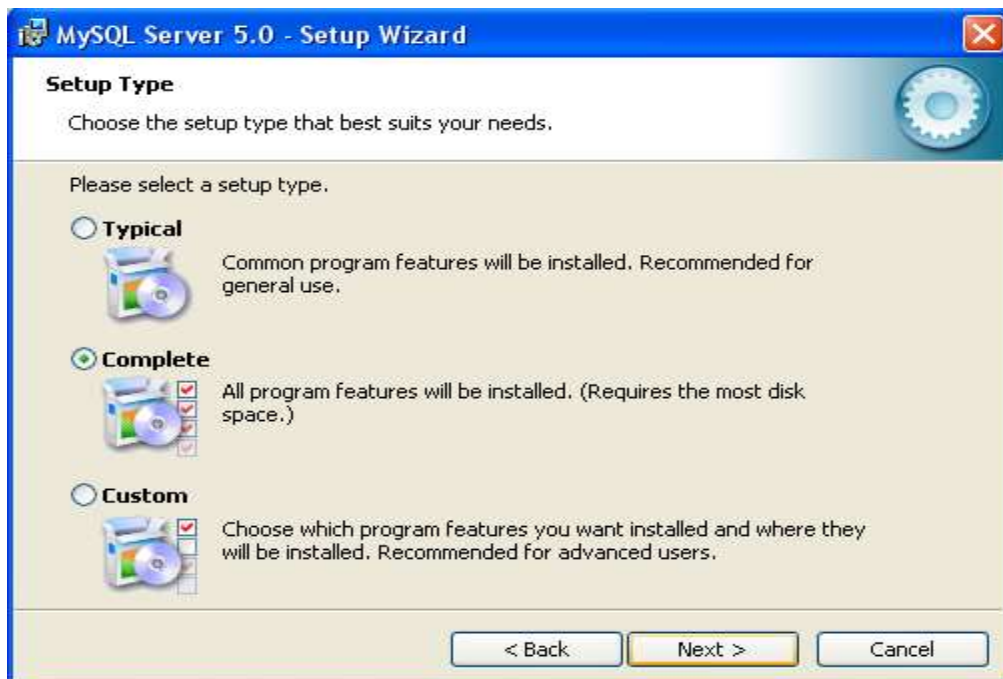 MySQL Server 5.0 - Setup Wizard
Setup Type
Choose the setup type that best suits your needs.
Please select a setup type.
Typical
Common program features will be installed. Recommended for
general use.
Complete
All program features will be installed. (Requires the most disk
space.)
Custom
Choose which program features you want installed and where they
will be installed. Recommended for advanced users.
< Back
Next >
Cancel